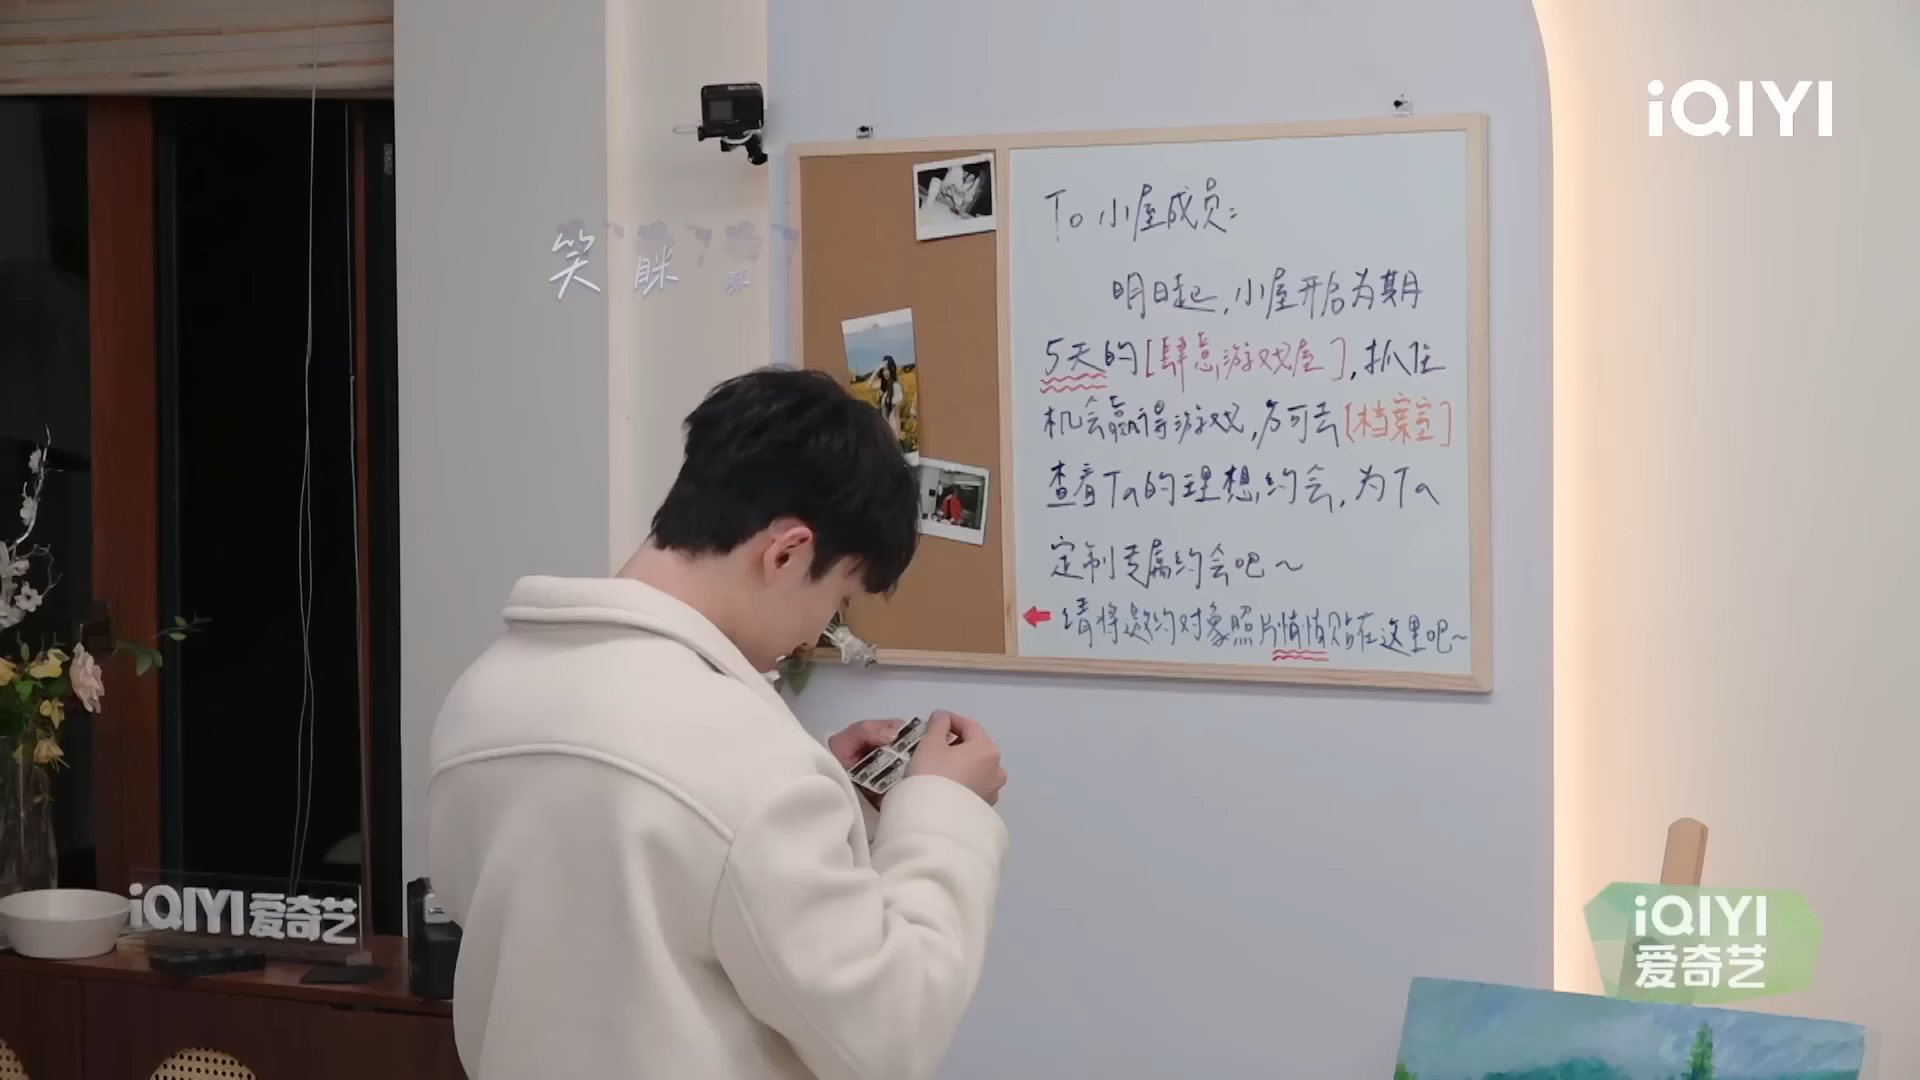 iQIYI
笑眯眯
To 小屋成员：
明日起，小屋开启为期
5天的[肆意游戏屋]，抓住
机会赢得游戏，方可去[档案室]
查看Ta的理想约会，为Ta
定制专属约会吧～
请将邀约对象照片悄悄贴在这里吧～
iQIYI爱奇艺
iQIYI
爱奇艺